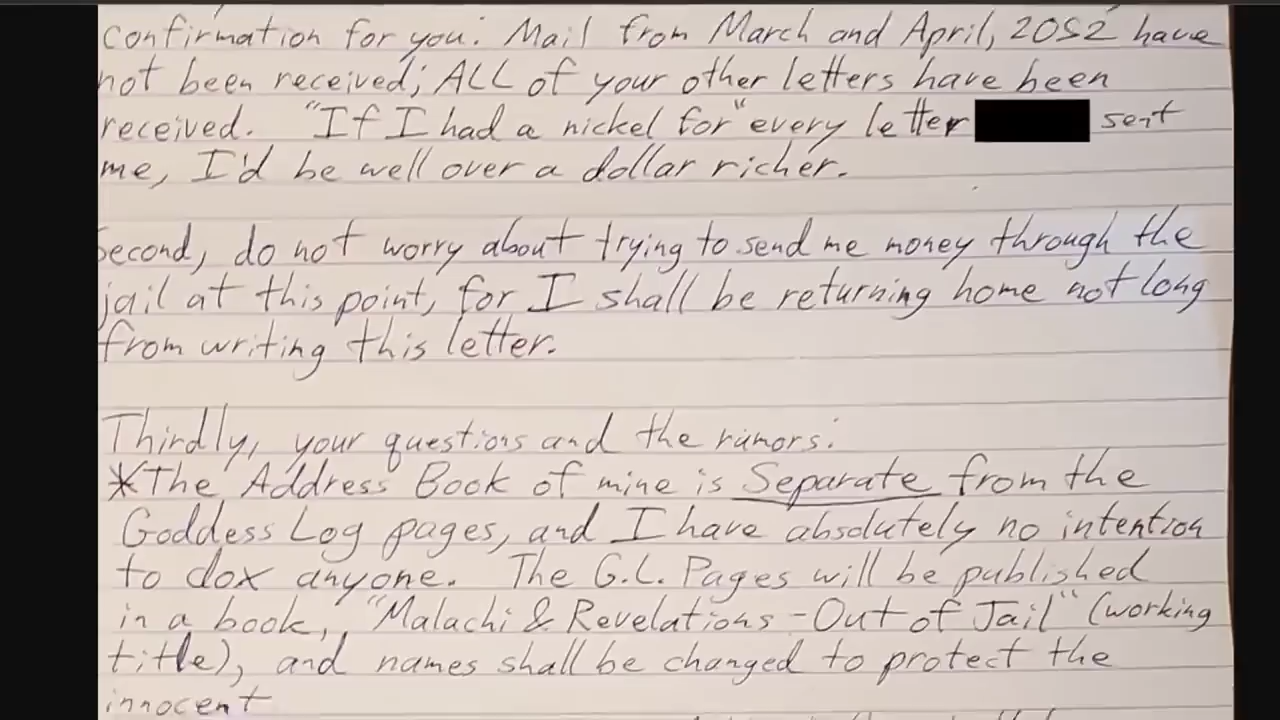 confirmation for you: Mail from March and April, 2052 have
not been received; ALL of your other letters have been
received. "If I had a nickel for" every letter sent
me, I'd be well over a dollar richer.
Second, do not worry about trying to send me money through the
jail at this point, for I shall be returning home not long
from writing this letter.
Thirdly, your questions and the rumors:
*The Address Book of mine is Separate from the
Goddess Log pages, and I have absolutely no intention
to dox anyone. The G.L. Pages will be published
in a book, "Malachi & Revelations - Out of Jail" (working
title), and names shall be changed to protect the
innocent